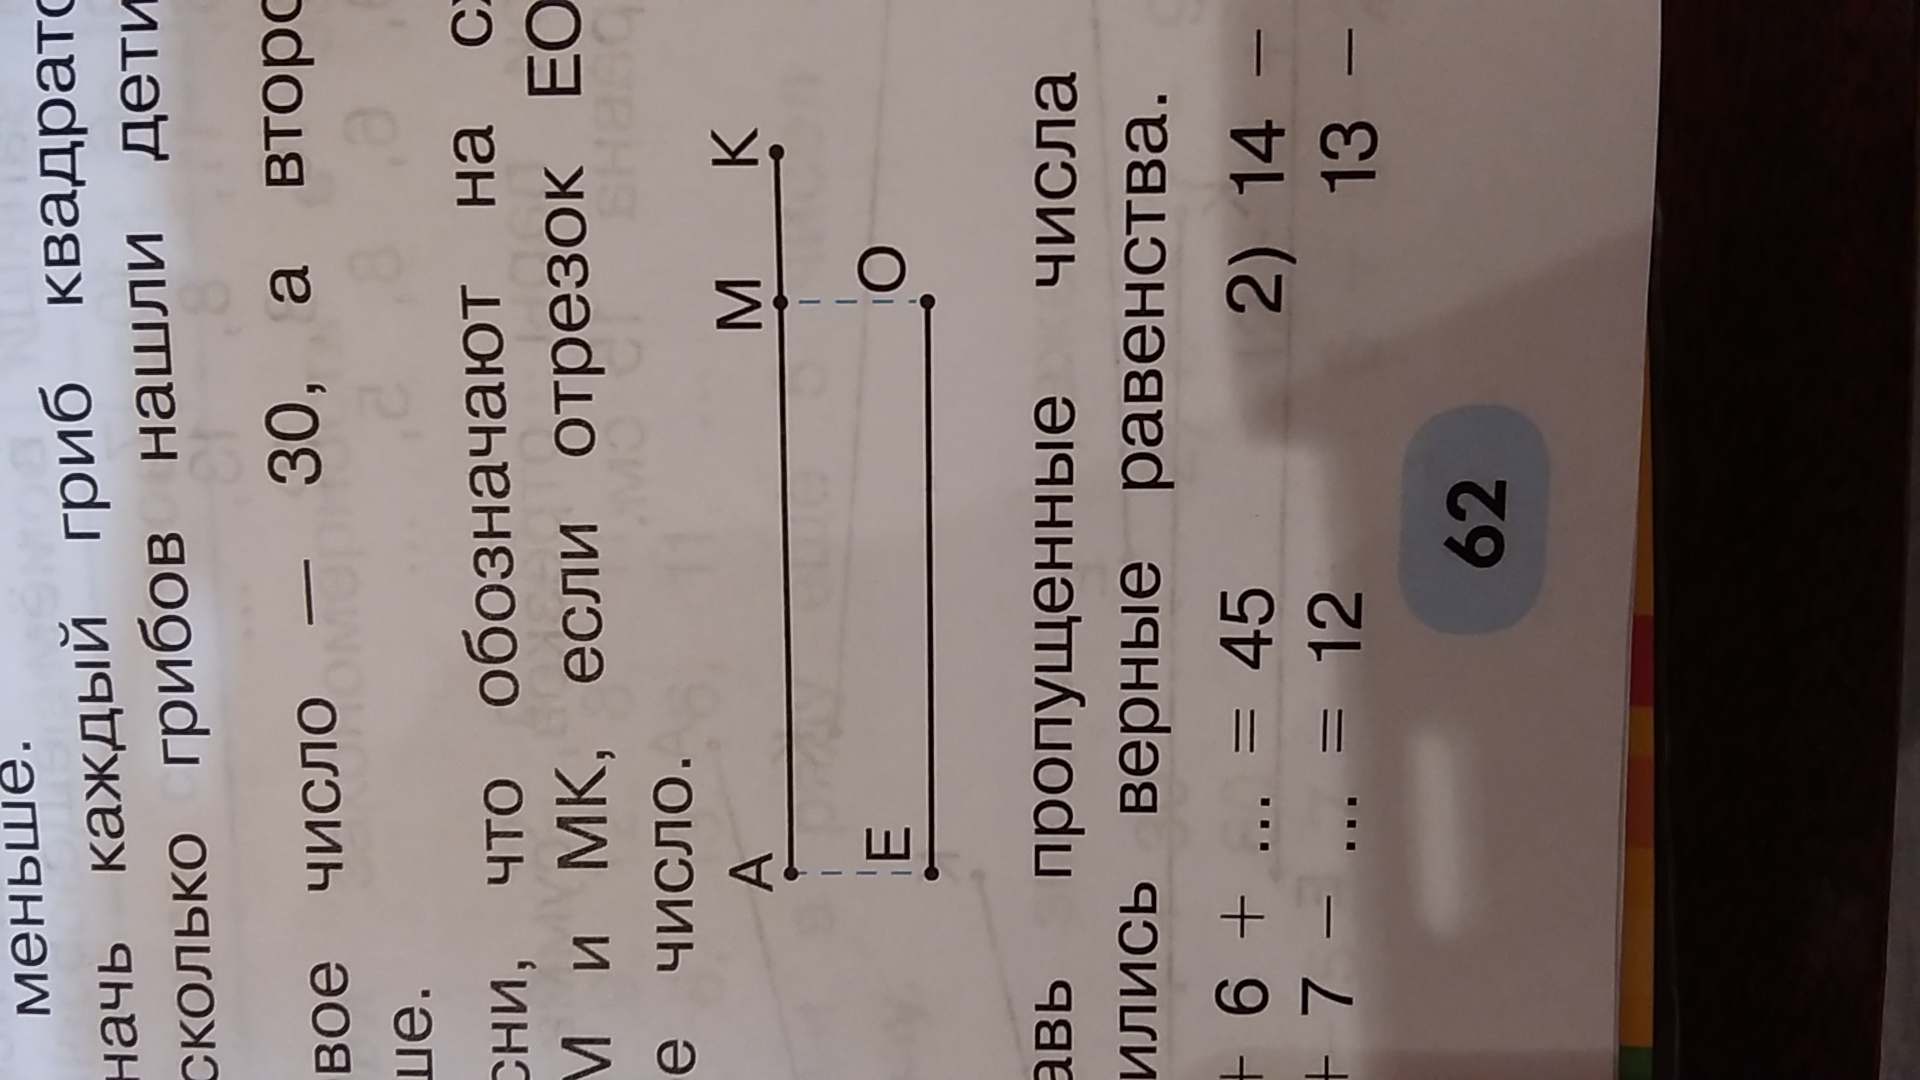 меньше.
начь каждый гриб квадрато
сколько грибов нашли дети
вое число — 30, а второ
ше.
сни, что обозначают на сх
М и МК, если отрезок ЕО
е число.
А М К
Е О
авь пропущенные числа
ились верные равенства.
+ 6 + ... = 45 2) 14 –
+ 7 – ... = 12 13 –
62